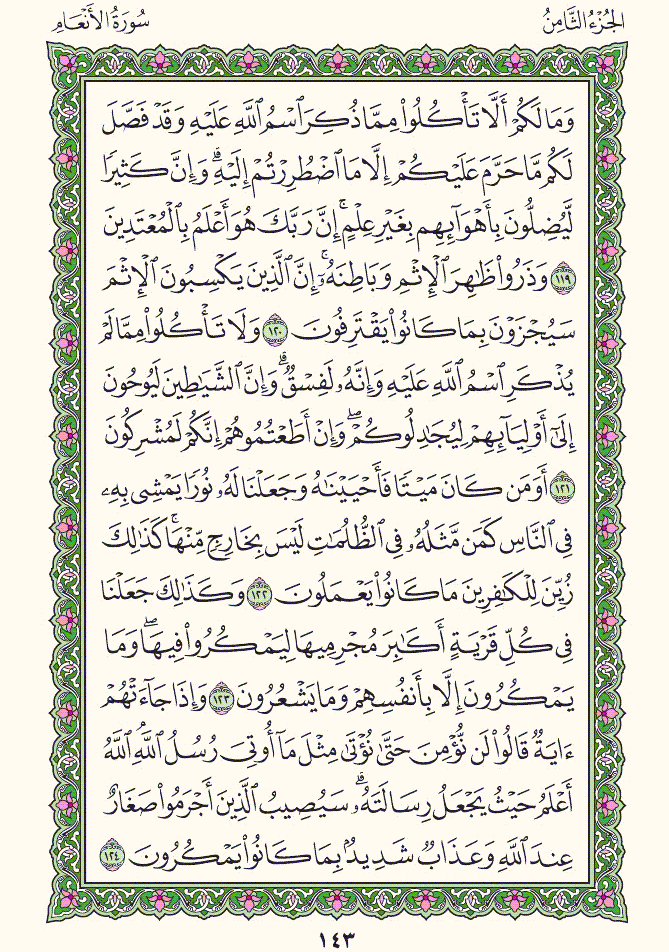 الجُزْءُ الثَّامِنُ سُورَةُ الأَنْعَامِ
وَمَا لَكُمْ أَلَّا تَأْكُلُوا۟ مِمَّا ذُكِرَ ٱسْمُ ٱللَّهِ عَلَيْهِ وَقَدْ فَصَّلَ
لَكُم مَّا حَرَّمَ عَلَيْكُمْ إِلَّا مَا ٱضْطُرِرْتُمْ إِلَيْهِ ۗ وَإِنَّ كَثِيرًا
لَّيُضِلُّونَ بِأَهْوَآئِهِم بِغَيْرِ عِلْمٍ ۗ إِنَّ رَبَّكَ هُوَ أَعْلَمُ بِٱلْمُعْتَدِينَ
١١٩ وَذَرُوا۟ ظَٰهِرَ ٱلْإِثْمِ وَبَاطِنَهُۥٓ ۚ إِنَّ ٱلَّذِينَ يَكْسِبُونَ ٱلْإِثْمَ
سَيُجْزَوْنَ بِمَا كَانُوا۟ يَقْتَرِفُونَ ١٢٠ وَلَا تَأْكُلُوا۟ مِمَّا لَمْ
يُذْكَرِ ٱسْمُ ٱللَّهِ عَلَيْهِ وَإِنَّهُۥ لَفِسْقٌ ۗ وَإِنَّ ٱلشَّيَٰطِينَ لَيُوحُونَ
إِلَىٰٓ أَوْلِيَآئِهِمْ لِيُجَٰدِلُوكُمْ ۖ وَإِنْ أَطَعْتُمُوهُمْ إِنَّكُمْ لَمُشْرِكُونَ
١٢١ أَوَمَن كَانَ مَيْتًا فَأَحْيَيْنَٰهُ وَجَعَلْنَا لَهُۥ نُورًا يَمْشِى بِهِۦ
فِى ٱلنَّاسِ كَمَن مَّثَلُهُۥ فِى ٱلظُّلُمَٰتِ لَيْسَ بِخَارِجٍ مِّنْهَا ۚ كَذَٰلِكَ
زُيِّنَ لِلْكَٰفِرِينَ مَا كَانُوا۟ يَعْمَلُونَ ١٢٢ وَكَذَٰلِكَ جَعَلْنَا
فِى كُلِّ قَرْيَةٍ أَكَٰبِرَ مُجْرِمِيهَا لِيَمْكُرُوا۟ فِيهَا ۖ وَمَا
يَمْكُرُونَ إِلَّا بِأَنفُسِهِمْ وَمَا يَشْعُرُونَ ١٢٣ وَإِذَا جَآءَتْهُمْ
ءَايَةٌ قَالُوا۟ لَن نُّؤْمِنَ حَتَّىٰ نُؤْتَىٰ مِثْلَ مَآ أُوتِىَ رُسُلُ ٱللَّهِ ۘ ٱللَّهُ
أَعْلَمُ حَيْثُ يَجْعَلُ رِسَالَتَهُۥ ۗ سَيُصِيبُ ٱلَّذِينَ أَجْرَمُوا۟ صَغَارٌ
عِندَ ٱللَّهِ وَعَذَابٌ شَدِيدٌۢ بِمَا كَانُوا۟ يَمْكُرُونَ ١٢٤
١٤٣